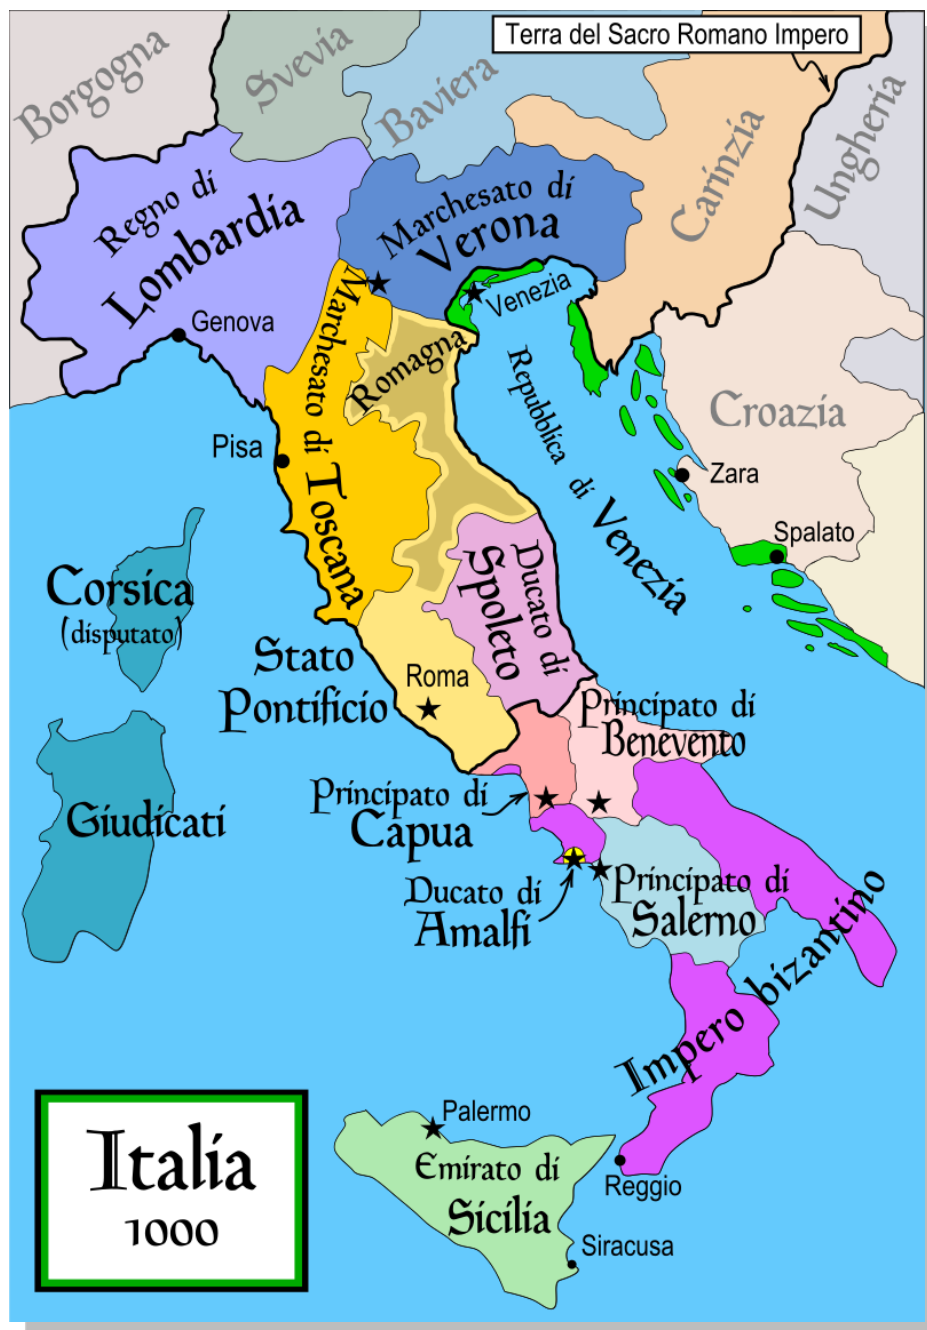 Terra del Sacro Romano Impero
Borgogna
Svevia
Baviera
Carinzia
Ungheria
Regno di
Lombardia
Marchesato di
Verona
Genova
Venezia
Marchesato di Toscana
Romagna
Repubblica di Venezia
Croazia
Pisa
Zara
Spalato
Corsica
(disputato)
Ducato di
Spoleto
Stato
Pontificio
Roma
Principato di
Benevento
Giudicati
Principato di
Capua
Ducato di
Amalfi
Principato di
Salerno
Impero bizantino
Italia
1000
Palermo
Emirato di
Sicilia
Reggio
Siracusa